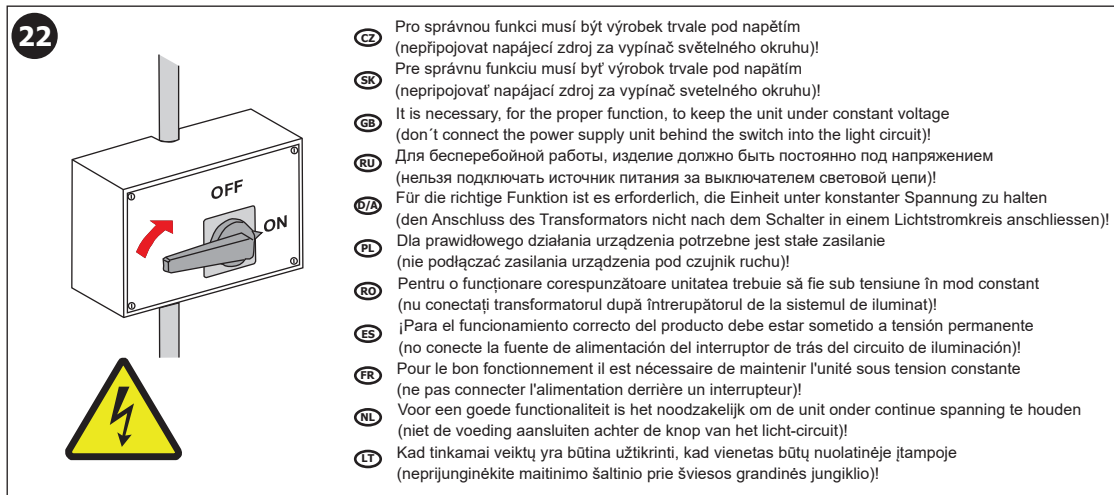 22
OFF
ON
CZ Pro správnou funkci musí být výrobek trvale pod napětím
(nepřipojovat napájecí zdroj za vypínač světelného okruhu)!
SK Pre správnu funkciu musí byť výrobok trvale pod napätím
(nepripojovať napájací zdroj za vypínač svetelného okruhu)!
GB It is necessary, for the proper function, to keep the unit under constant voltage
(don´t connect the power supply unit behind the switch into the light circuit)!
RU Для бесперебойной работы, изделие должно быть постоянно под напряжением
(нельзя подключать источник питания за выключателем световой цепи)!
D/A Für die richtige Funktion ist es erforderlich, die Einheit unter konstanter Spannung zu halten
(den Anschluss des Transformators nicht nach dem Schalter in einem Lichtstromkreis anschliessen)!
PL Dla prawidłowego działania urządzenia potrzebne jest stałe zasilanie
(nie podłączać zasilania urządzenia pod czujnik ruchu)!
RO Pentru o funcționare corespunzătoare unitatea trebuie să fie sub tensiune în mod constant
(nu conectați transformatorul după întrerupătorul de la sistemul de iluminat)!
ES ¡Para el funcionamiento correcto del producto debe estar sometido a tensión permanente
(no conecte la fuente de alimentación del interruptor de trás del circuito de iluminación)!
FR Pour le bon fonctionnement il est nécessaire de maintenir l'unité sous tension constante
(ne pas connecter l'alimentation derrière un interrupteur)!
NL Voor een goede functionaliteit is het noodzakelijk om de unit onder continue spanning te houden
(niet de voeding aansluiten achter de knop van het licht-circuit)!
LT Kad tinkamai veiktų yra būtina užtikrinti, kad vienetas būtų nuolatinėje įtampoje
(neprijunginėkite maitinimo šaltinio prie šviesos grandinės jungiklio)!